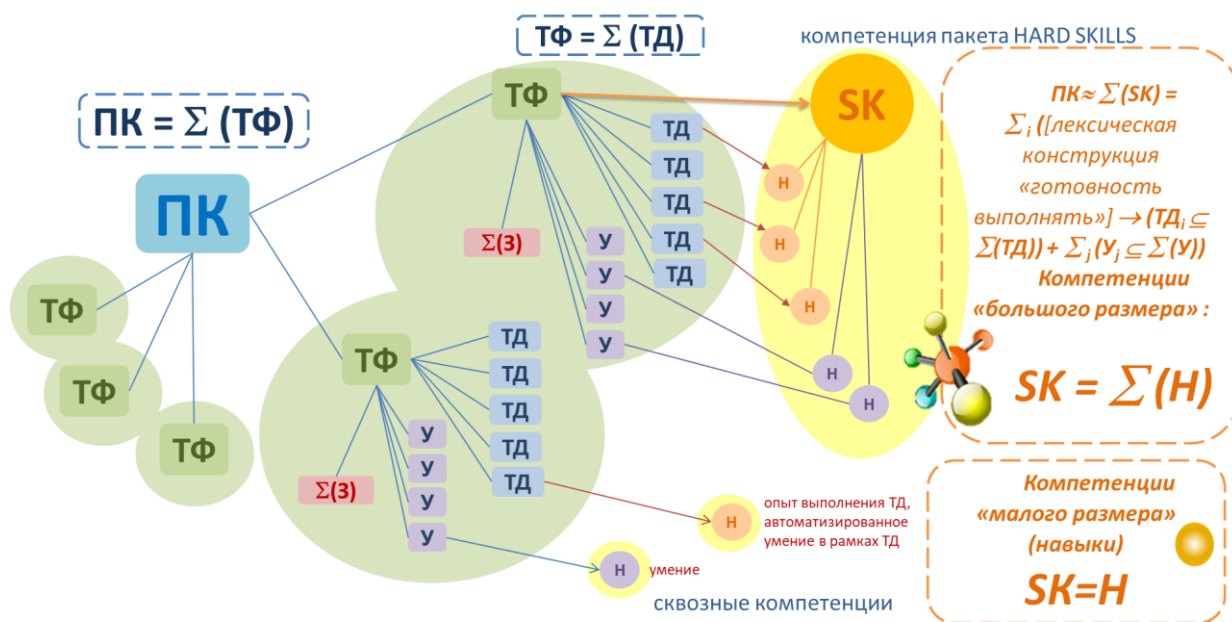 ТФ = Σ (ТД)
компетенция пакета HARD SKILLS
ПК = Σ (ТФ)
ПК
ТФ
ТФ
ТФ
ТФ
ТД
ТД
ТД
ТД
ТД
Σ(З)
У
У
У
У
SK
Н
Н
Н
Н
Н
ТФ
ТД
ТД
ТД
ТД
ТД
Σ(З)
У
У
У
У
Н
опыт выполнения ТД,
автоматизированное
умение в рамках ТД
Н
умение
сквозные компетенции
ПК≈ Σ(SK) =
Σ i ([лексическая
конструкция
«готовность
выполнять»] → (ТДi ⊆
Σ(ТД)) + Σ j (Уj ⊆ Σ(У))
Компетенции
«большого размера» :
SK = Σ(Н)
Компетенции
«малого размера»
(навыки)
SK=Н